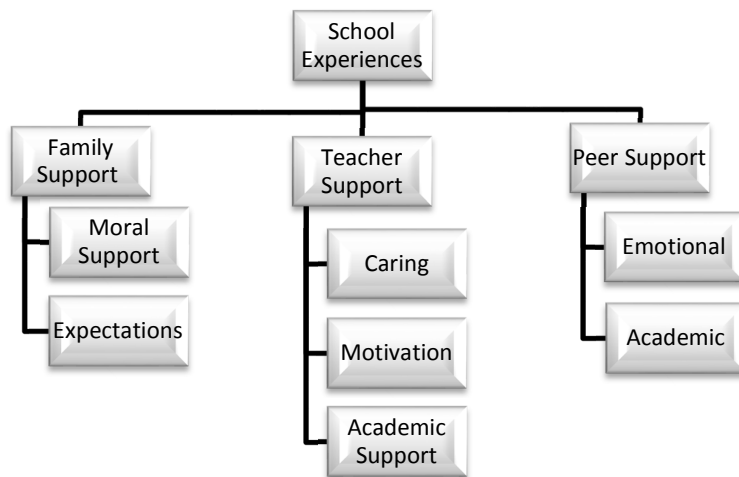 School
Experiences
Family
Support
Moral
Support
Expectations
Teacher
Support
Caring
Motivation
Academic
Support
Peer Support
Emotional
Academic